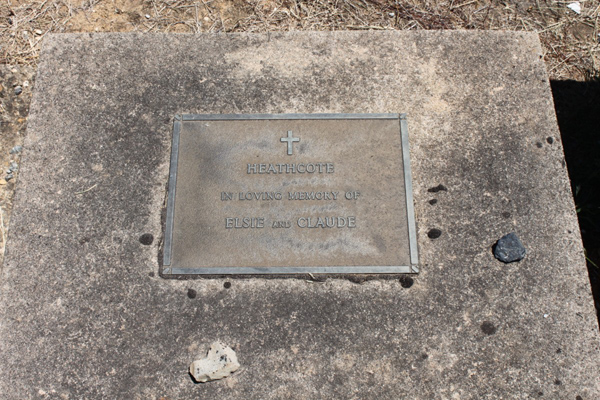 HEATHCOTE
IN LOVING MEMORY OF
ELSIE AND CLAUDE